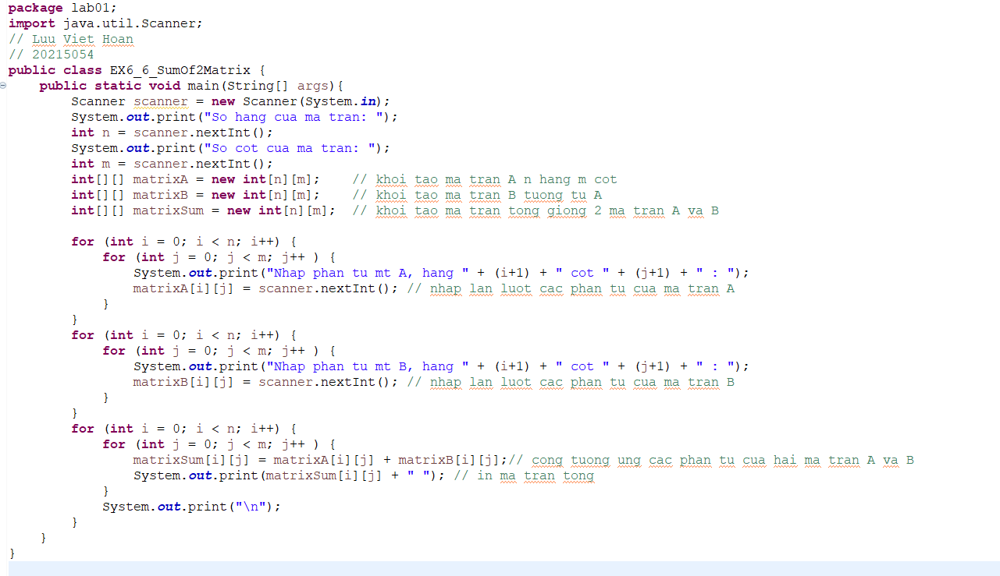 package lab01;
import java.util.Scanner;
// Luu Viet Hoan
// 20215054
public class EX6_6_SumOf2Matrix {
    public static void main(String[] args){
        Scanner scanner = new Scanner(System.in);
        System.out.print("So hang cua ma tran: ");
        int n = scanner.nextInt();
        System.out.print("So cot cua ma tran: ");
        int m = scanner.nextInt();
        int[][] matrixA = new int[n][m];    // khoi tao ma tran A n hang m cot
        int[][] matrixB = new int[n][m];    // khoi tao ma tran B tuong tu A
        int[][] matrixSum = new int[n][m];  // khoi tao ma tran tong giong 2 ma tran A va B
        for (int i = 0; i < n; i++) {
            for (int j = 0; j < m; j++ ) {
                System.out.print("Nhap phan tu mt A, hang " + (i+1) + " cot " + (j+1) + " : ");
                matrixA[i][j] = scanner.nextInt(); // nhap lan luot cac phan tu cua ma tran A
            }
        }
        for (int i = 0; i < n; i++) {
            for (int j = 0; j < m; j++ ) {
                System.out.print("Nhap phan tu mt B, hang " + (i+1) + " cot " + (j+1) + " : ");
                matrixB[i][j] = scanner.nextInt(); // nhap lan luot cac phan tu cua ma tran B
            }
        }
        for (int i = 0; i < n; i++) {
            for (int j = 0; j < m; j++ ) {
                matrixSum[i][j] = matrixA[i][j] + matrixB[i][j];// cong tuong ung cac phan tu cua hai ma tran A va B
                System.out.print(matrixSum[i][j] + " "); // in ma tran tong
            }
            System.out.print("\n");
        }
    }
}